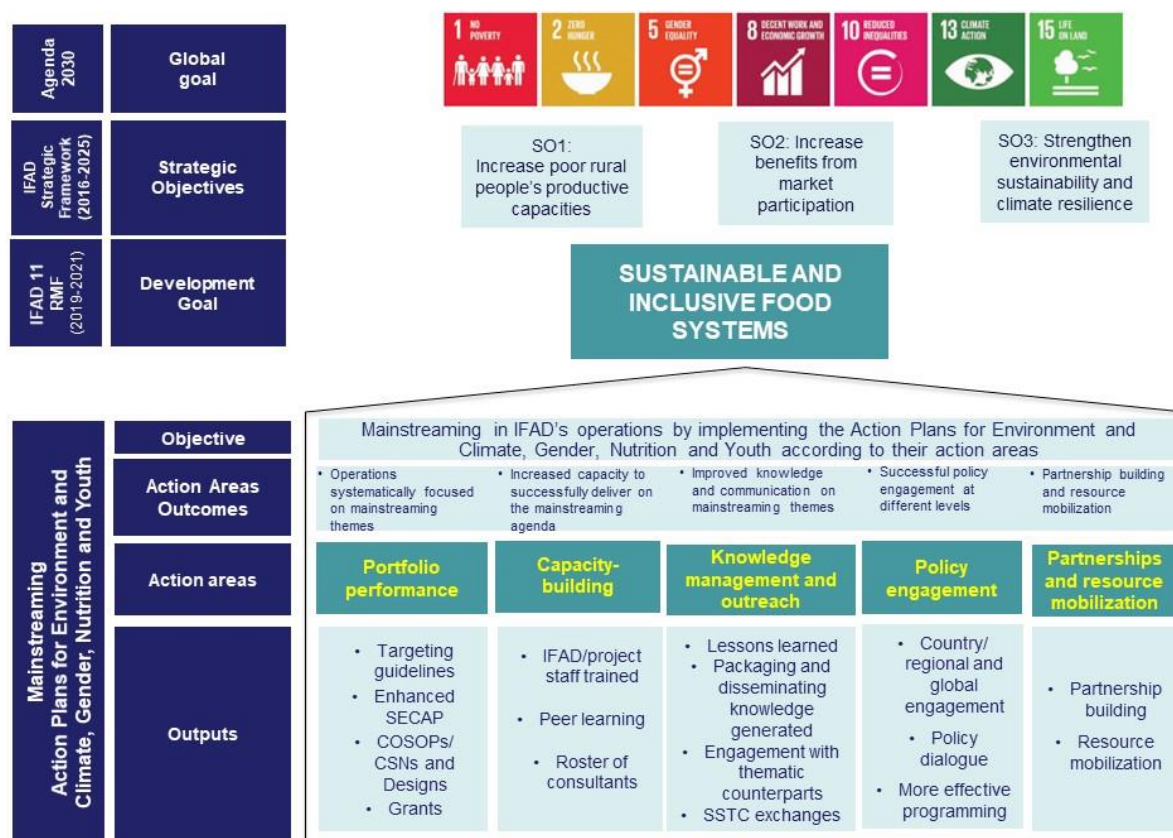 Agenda
2030
Global
goal
1 NO
POVERTY
2 ZERO
HUNGER
5 GENDER
EQUALITY
8 DECENT WORK AND
ECONOMIC GROWTH
10 REDUCED
INEQUALITIES
13 CLIMATE
ACTION
15 LIFE
ON LAND
IFAD
Strategic
Framework
(2016-2025)
Strategic
Objectives
SO1:
Increase poor rural
people's productive
capacities
SO2: Increase
benefits from
market
participation
SO3: Strengthen
environmental
sustainability and
climate resilience
IFAD 11
RMF
(2019-2021)
Development
Goal
SUSTAINABLE AND
INCLUSIVE FOOD
SYSTEMS
Mainstreaming
Action Plans for Environment and
Climate, Gender, Nutrition and Youth
Objective
Mainstreaming in IFAD's operations by implementing the Action Plans for Environment and
Climate, Gender, Nutrition and Youth according to their action areas
Action Areas
Outcomes
• Operations
systematically focused
on mainstreaming
themes
• Increased capacity to
successfully deliver on
the mainstreaming
agenda
• Improved knowledge
and communication on
mainstreaming themes
• Successful policy
engagement at
different levels
• Partnership building
and resource
mobilization
Action areas
Portfolio
performance
Capacity-
building
Knowledge
management and
outreach
Policy
engagement
Partnerships
and resource
mobilization
Outputs
• Targeting
guidelines
• Enhanced
SECAP
• COSOPs/
CSNs and
Designs
• Grants
• IFAD/project
staff trained
• Peer learning
• Roster of
consultants
• Lessons learned
• Packaging and
disseminating
knowledge
generated
• Engagement with
thematic
counterparts
• SSTC exchanges
• Country/
regional and
global
engagement
• Policy
dialogue
• More effective
programming
• Partnership
building
• Resource
mobilization